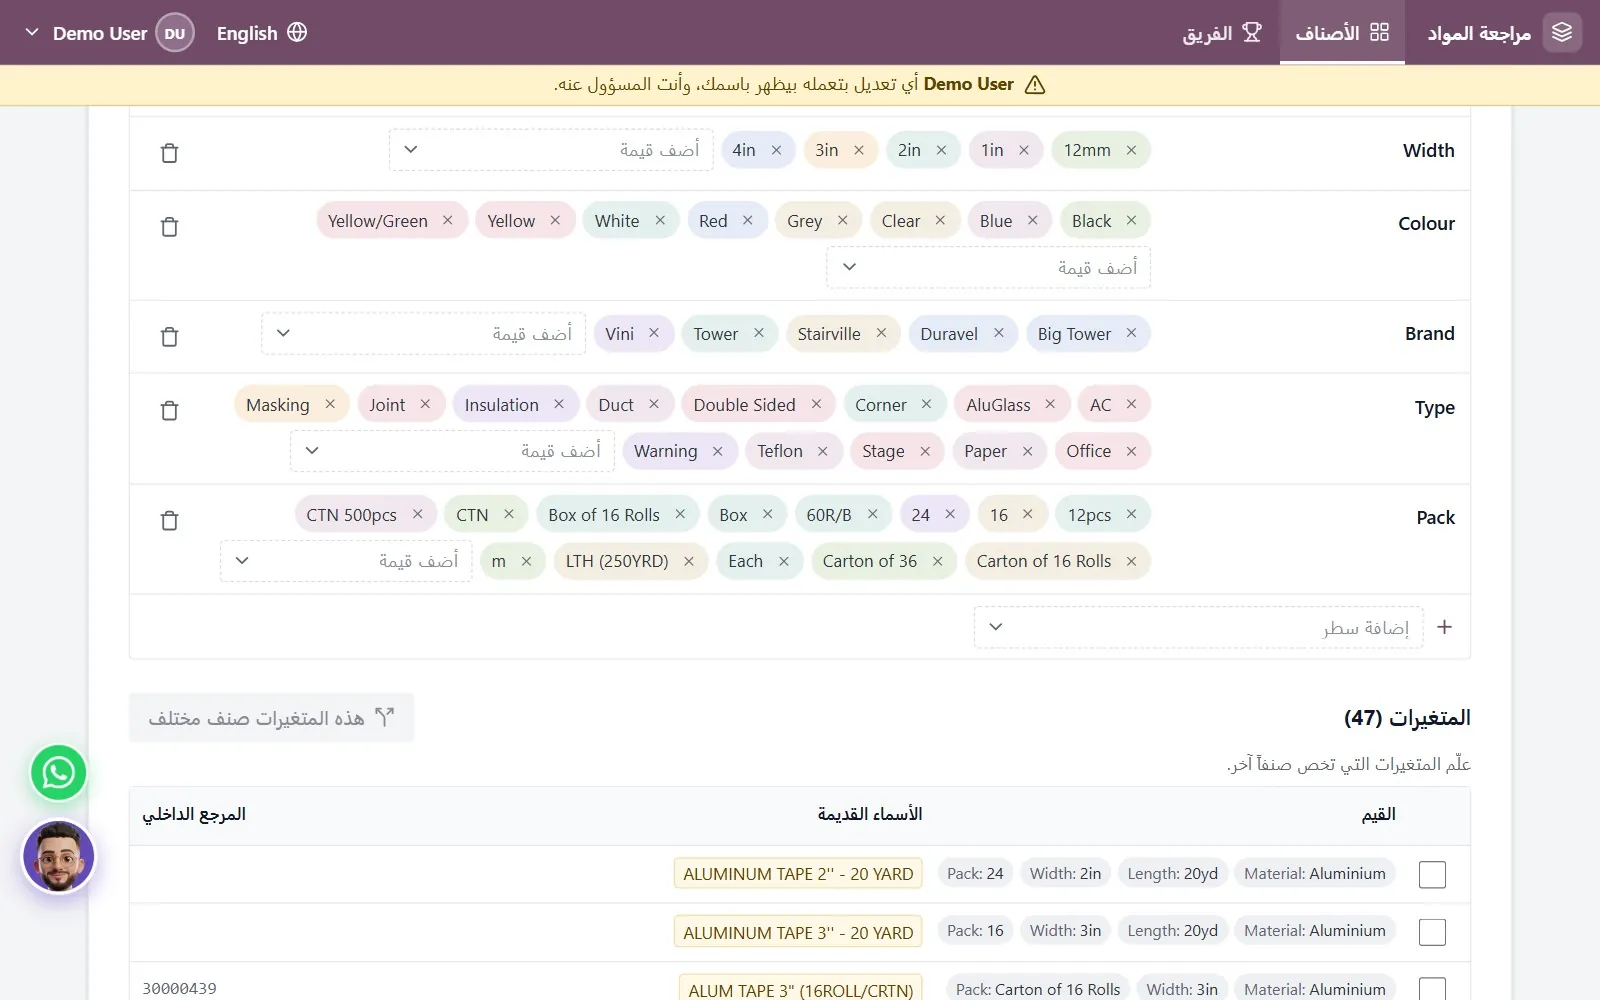 مراجعة المواد
الأصناف
الفريق
English
DU
Demo User
Demo User أي تعديل بتعمله بيظهر باسمك، وأنت المسؤول عنه.
Width
12mm × 1in × 2in × 3in × 4in × أضف قيمة
Colour
Black × Blue × Clear × Grey × Red × White × Yellow × Yellow/Green ×
أضف قيمة
Brand
Big Tower × Duravel × Stairville × Tower × Vini × أضف قيمة
Type
AC × AluGlass × Corner × Double Sided × Duct × Insulation × Joint × Masking ×
Office × Paper × Stage × Teflon × Warning × أضف قيمة
Pack
12pcs × 16 × 24 × 60R/B × Box × Box of 16 Rolls × CTN × CTN 500pcs ×
Carton of 16 Rolls × Carton of 36 × Each × LTH (250YRD) × m × أضف قيمة
+ إضافة سطر
المتغيرات (47)
هذه المتغيرات صنف مختلف
علّم المتغيرات التي تخص صنفاً آخر.
القيم الأسماء القديمة المرجع الداخلي
Material: Aluminium Length: 20yd Width: 2in Pack: 24 ALUMINUM TAPE 2'' - 20 YARD
Material: Aluminium Length: 20yd Width: 3in Pack: 16 ALUMINUM TAPE 3'' - 20 YARD
Material: Aluminium Width: 3in Pack: Carton of 16 Rolls ALUM TAPE 3" (16ROLL/CRTN) 30000439